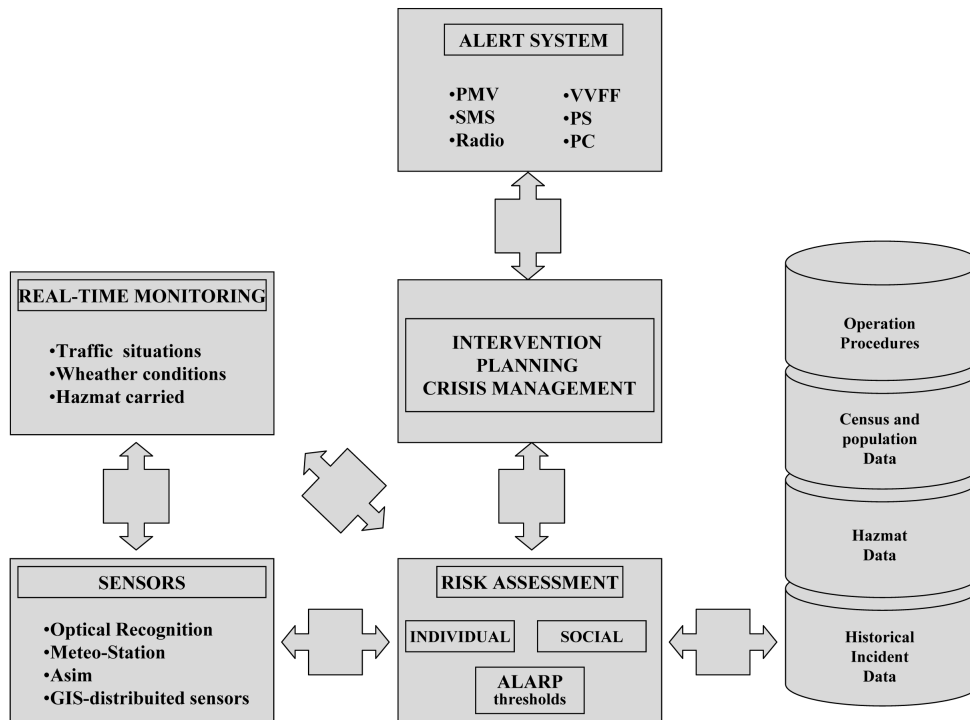 ALERT SYSTEM
•PMV
•SMS
•Radio
•VVFF
•PS
•PC
REAL-TIME MONITORING
•Traffic situations
•Wheather conditions
•Hazmat carried
INTERVENTION
PLANNING
CRISIS MANAGEMENT
Operation
Procedures
Census and
population
Data
Hazmat
Data
Historical
Incident
Data
SENSORS
•Optical Recognition
•Meteo-Station
•Asim
•GIS-distribuited sensors
RISK ASSESSMENT
INDIVIDUAL
SOCIAL
ALARP
thresholds